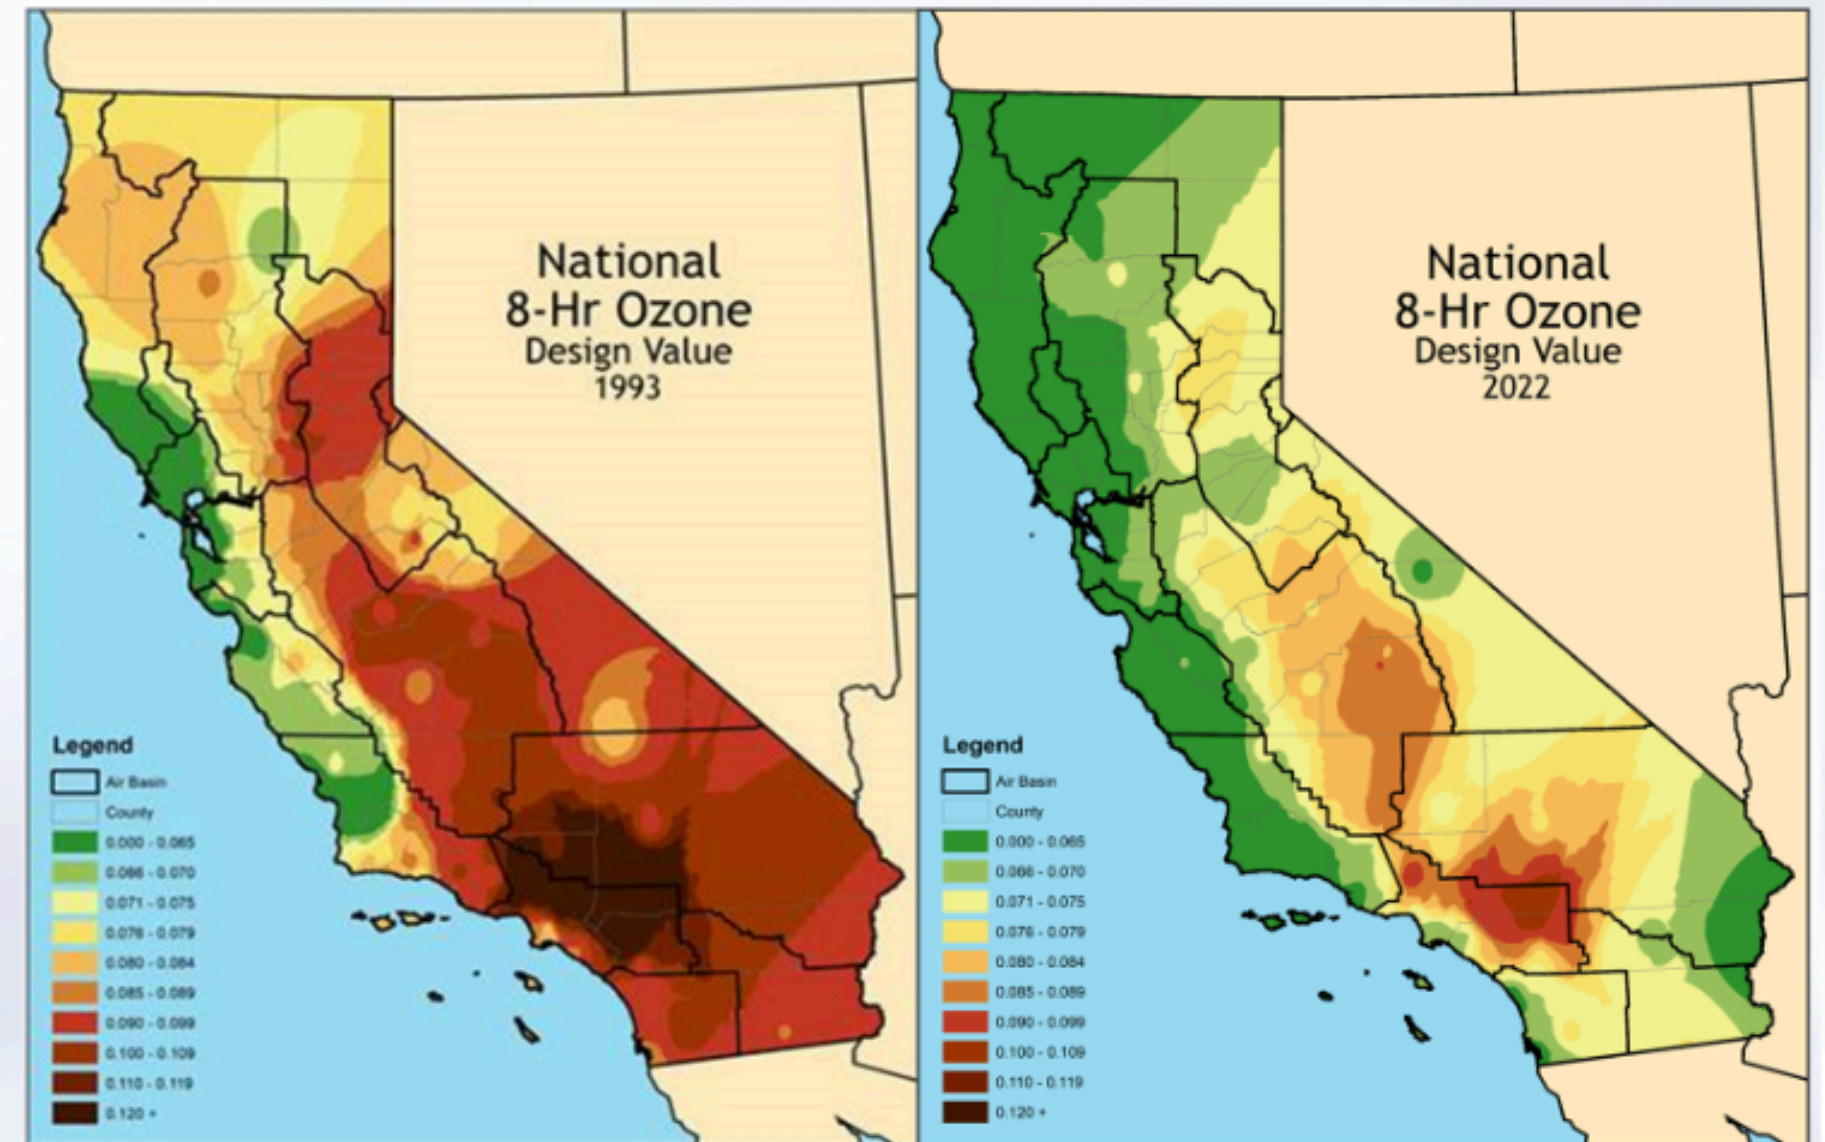 National
8-Hr Ozone
Design Value
1993
Legend
Air Basin
County
0.000 - 0.065
0.066 - 0.070
0.071 - 0.075
0.076 - 0.079
0.080 - 0.084
0.085 - 0.089
0.090 - 0.099
0.100 - 0.109
0.110 - 0.119
0.120 +
National
8-Hr Ozone
Design Value
2022
Legend
Air Basin
County
0.000 - 0.065
0.066 - 0.070
0.071 - 0.075
0.076 - 0.079
0.080 - 0.084
0.085 - 0.089
0.090 - 0.099
0.100 - 0.109
0.110 - 0.119
0.120 +